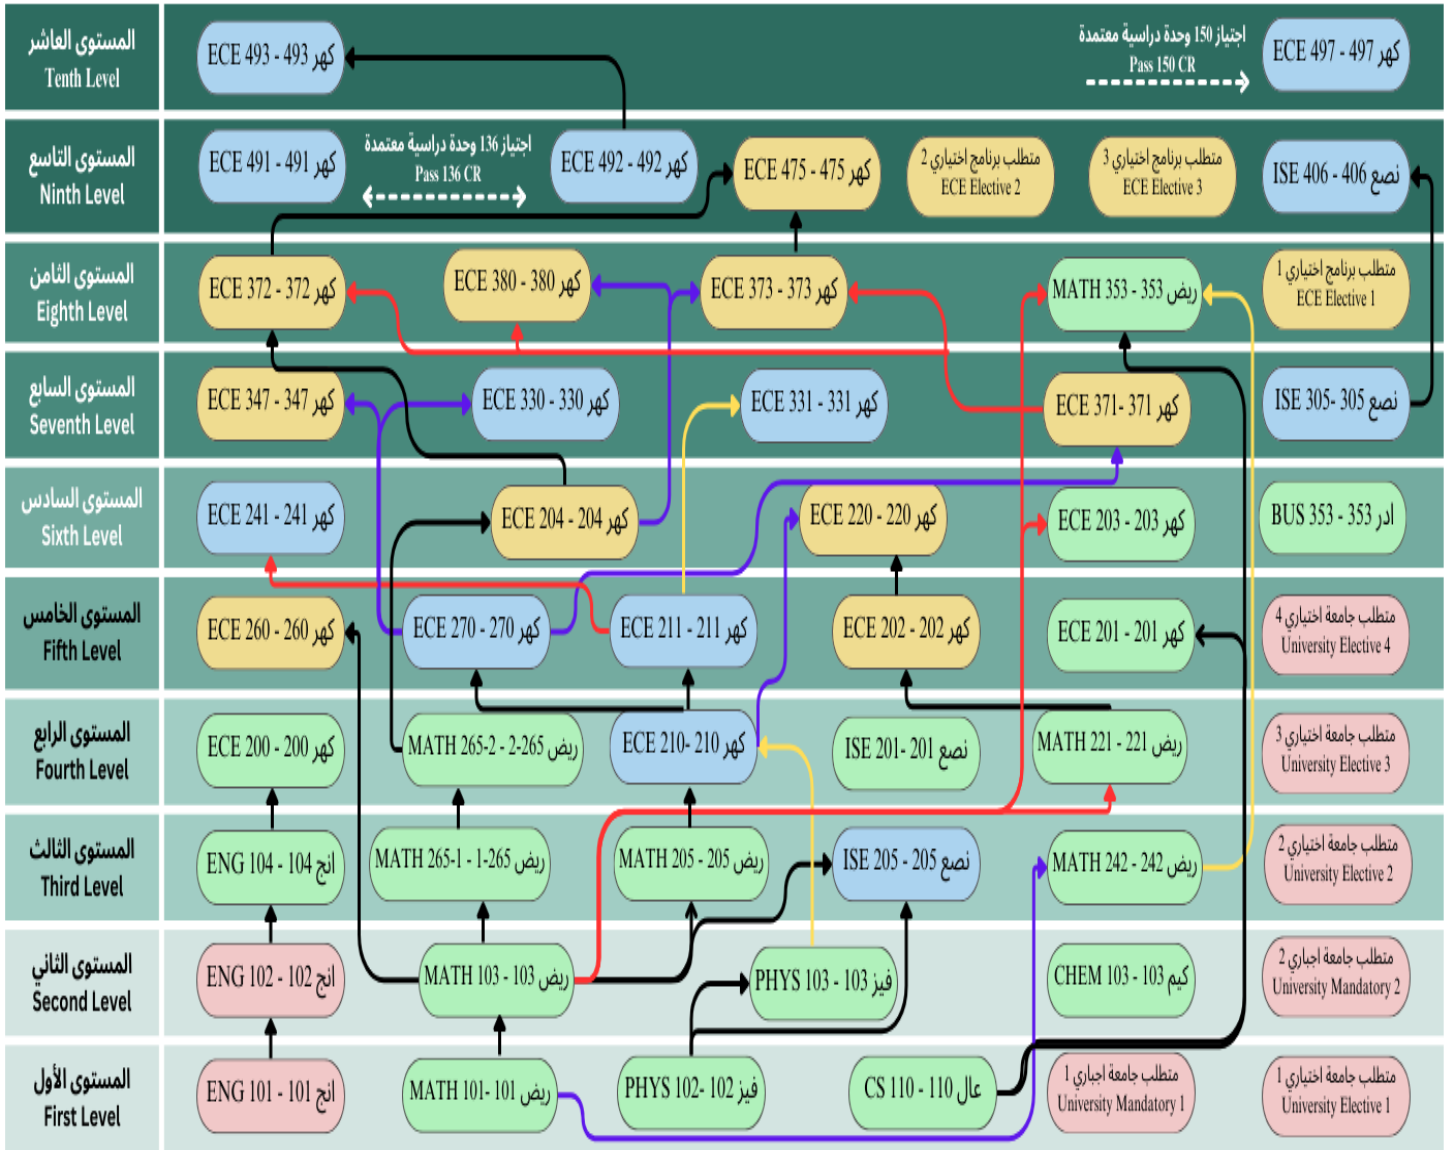 المستوى العاشر
Tenth Level
ECE 493 - 493 كهر
اجتياز 150 وحدة دراسية معتمدة
Pass 150 CR
ECE 497 - 497 كهر
المستوى التاسع
Ninth Level
ECE 491 - 491 كهر
اجتياز 136 وحدة دراسية معتمدة
Pass 136 CR
ECE 492 - 492 كهر
ECE 475 - 475 كهر
متطلب برنامج اختياري 2
ECE Elective 2
متطلب برنامج اختياري 3
ECE Elective 3
ISE 406 - 406 نصع
المستوى الثامن
Eighth Level
ECE 372 - 372 كهر
ECE 380 - 380 كهر
ECE 373 - 373 كهر
MATH 353 - 353 ريض
متطلب برنامج اختياري 1
ECE Elective 1
المستوى السابع
Seventh Level
ECE 347 - 347 كهر
ECE 330 - 330 كهر
ECE 331 - 331 كهر
ECE 371- 371 كهر
ISE 305- 305 نصع
المستوى السادس
Sixth Level
ECE 241 - 241 كهر
ECE 204 - 204 كهر
ECE 220 - 220 كهر
ECE 203 - 203 كهر
BUS 353 - 353 ادر
المستوى الخامس
Fifth Level
ECE 260 - 260 كهر
ECE 270 - 270 كهر
ECE 211 - 211 كهر
ECE 202 - 202 كهر
ECE 201 - 201 كهر
متطلب جامعة اختياري 4
University Elective 4
المستوى الرابع
Fourth Level
ECE 200 - 200 كهر
MATH 265-2 - 2-265 ريض
ECE 210- 210 كهر
ISE 201- 201 نصع
MATH 221 - 221 ريض
متطلب جامعة اختياري 3
University Elective 3
المستوى الثالث
Third Level
ENG 104 - 104 انج
MATH 265-1 - 1-265 ريض
MATH 205 - 205 ريض
ISE 205 - 205 نصع
MATH 242 - 242 ريض
متطلب جامعة اختياري 2
University Elective 2
المستوى الثاني
Second Level
ENG 102 - 102 انج
MATH 103 - 103 ريض
PHYS 103 - 103 فيز
CHEM 103 - 103 كيم
متطلب جامعة اجباري 2
University Mandatory 2
المستوى الأول
First Level
ENG 101 - 101 انج
MATH 101- 101 ريض
PHYS 102- 102 فيز
CS 110 - 110 عال
متطلب جامعة اجباري 1
University Mandatory 1
متطلب جامعة اختياري 1
University Elective 1